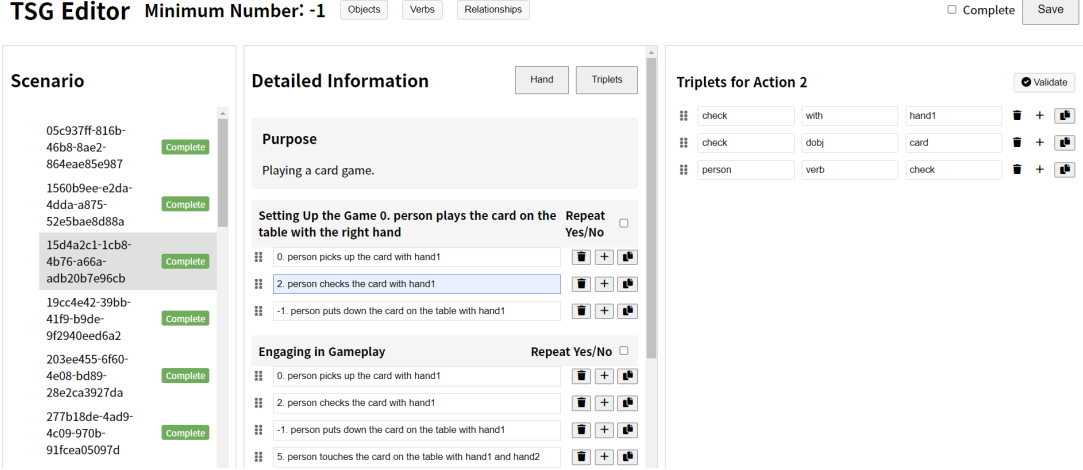 TSG Editor Minimum Number: -1 Objects Verbs Relationships Complete Save
Scenario
05c937ff-816b-
46b8-8ae2-
864eae85e987
Complete
1560b9ee-e2da-
4dda-a875-
52e5bae8d88a
Complete
15d4a2c1-1cb8-
4b76-a66a-
adb20b7e96cb
Complete
19cc4e42-39bb-
41f9-b9de-
9f2940eed6a2
Complete
203ee455-6f60-
4e08-bd89-
28e2ca3927da
Complete
277b18de-4ad9-
4c09-970b-
91fcea05097d
Complete
Detailed Information Hand Triplets
Purpose
Playing a card game.
Setting Up the Game 0. person plays the card on the
table with the right hand
Repeat
Yes/No
0. person picks up the card with hand1
2. person checks the card with hand1
-1. person puts down the card on the table with hand1
Engaging in Gameplay Repeat Yes/No
0. person picks up the card with hand1
2. person checks the card with hand1
-1. person puts down the card on the table with hand1
5. person touches the card on the table with hand1 and hand2
Triplets for Action 2 Validate
check with hand1
check dobj card
person verb check